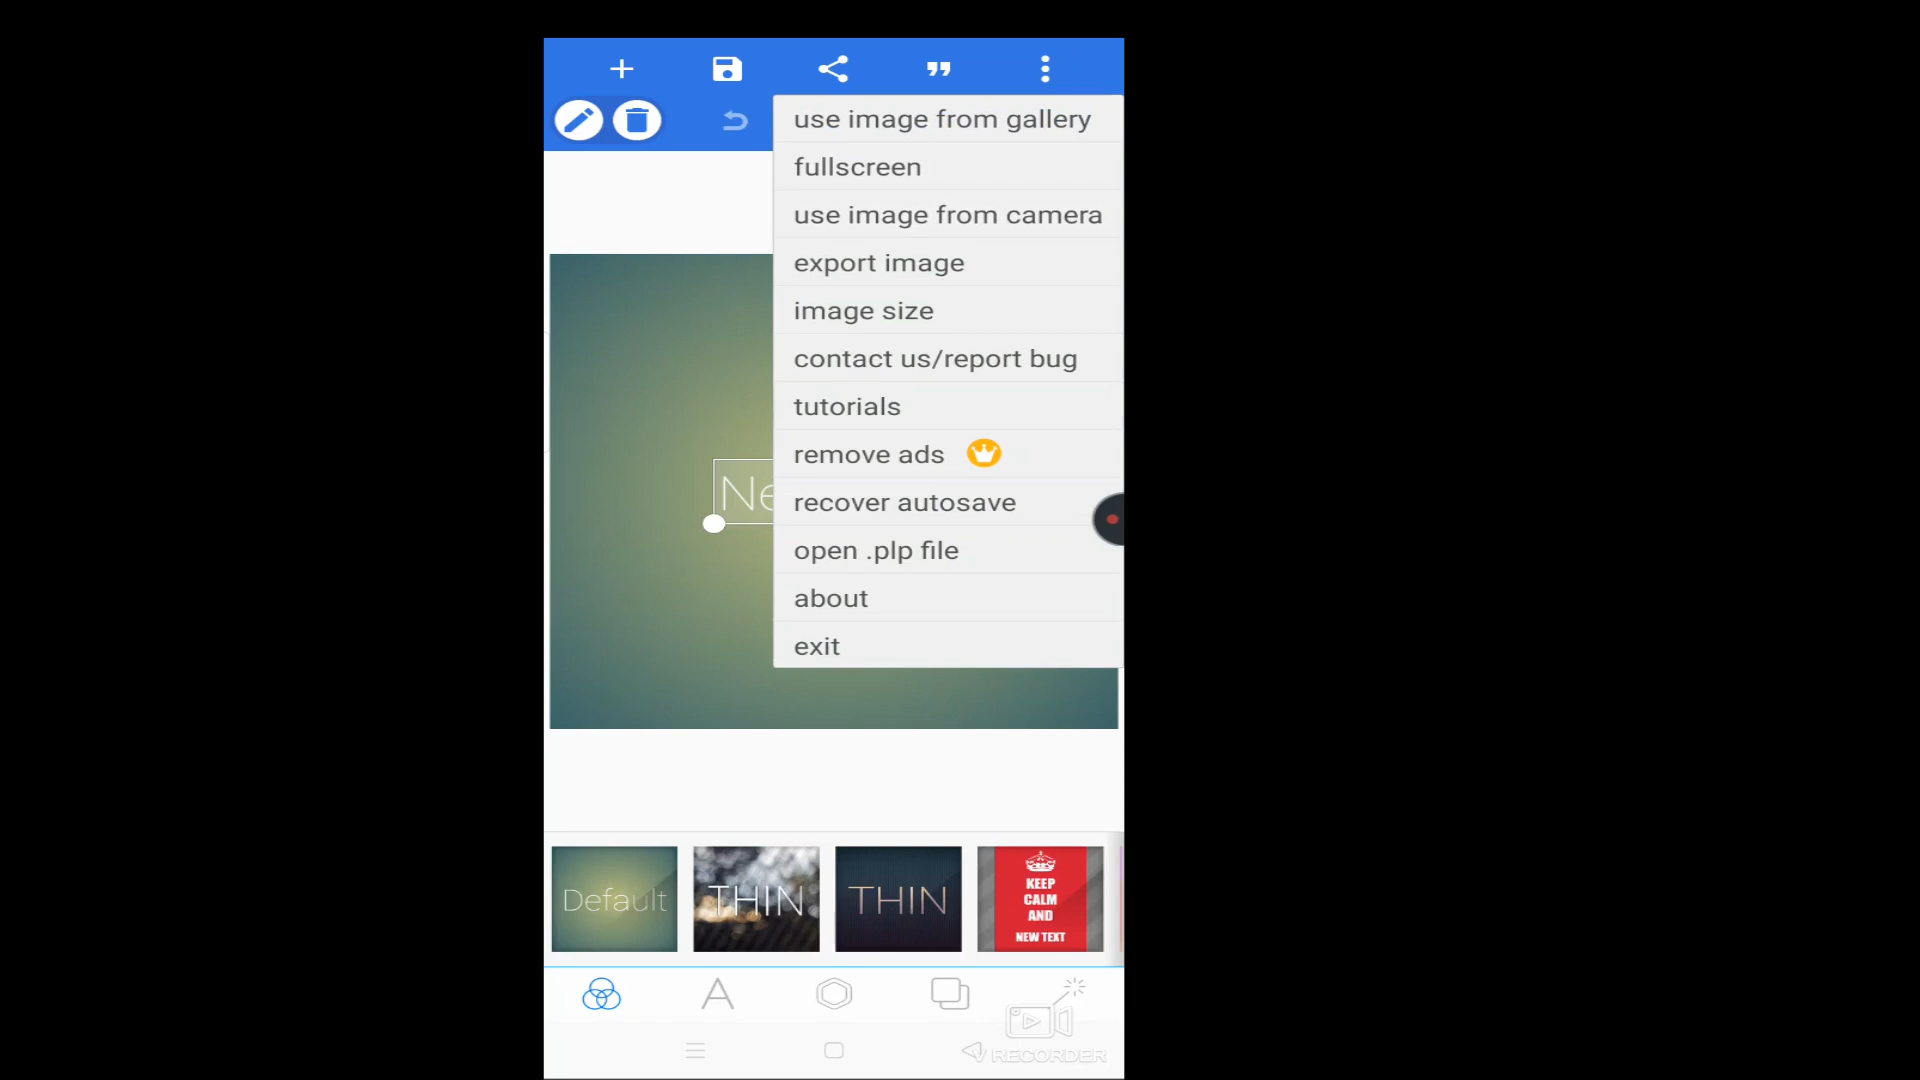 use image from gallery
fullscreen
use image from camera
export image
image size
contact us/report bug
tutorials
remove ads
recover autosave
open .plp file
about
exit
Ne
Default
THIN
THIN
KEEP
CALM
AND
NEW TEXT
RECORDER